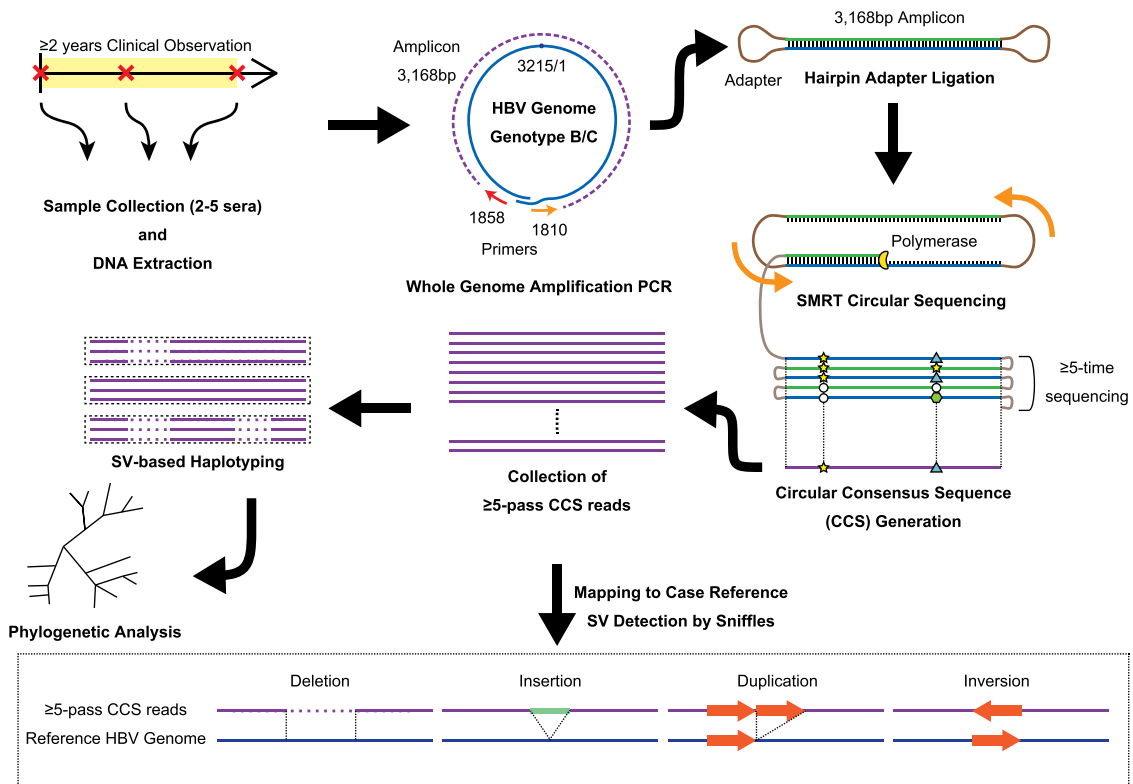 ≥2 years Clinical Observation
Sample Collection (2-5 sera)
and
DNA Extraction
Amplicon
3,168bp
3215/1
HBV Genome
Genotype B/C
1858
1810
Primers
Whole Genome Amplification PCR
3,168bp Amplicon
Adapter
Hairpin Adapter Ligation
Polymerase
SMRT Circular Sequencing
≥5-time
sequencing
Circular Consensus Sequence
(CCS) Generation
Collection of
≥5-pass CCS reads
SV-based Haplotyping
Phylogenetic Analysis
Mapping to Case Reference
SV Detection by Sniffles
Deletion
Insertion
Duplication
Inversion
≥5-pass CCS reads
Reference HBV Genome